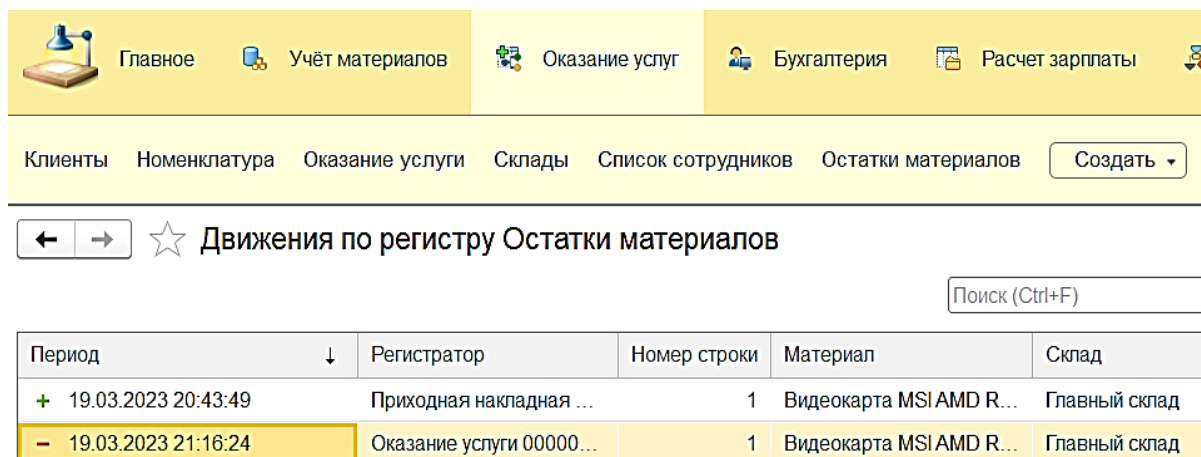 Главное Учёт материалов Оказание услуг Бухгалтерия Расчет зарплаты
Клиенты Номенклатура Оказание услуги Склады Список сотрудников Остатки материалов Создать
Движения по регистру Остатки материалов
Поиск (Ctrl+F)
Период ↓ Регистратор Номер строки Материал Склад
+ 19.03.2023 20:43:49 Приходная накладная ... 1 Видеокарта MSI AMD R... Главный склад
- 19.03.2023 21:16:24 Оказание услуги 00000... 1 Видеокарта MSI AMD R... Главный склад